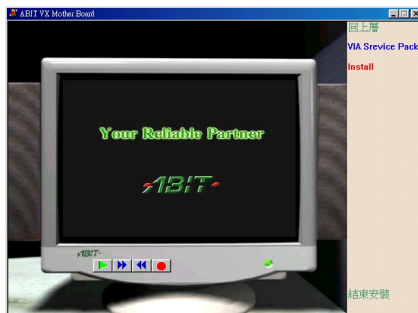 ABIT VX Mother Board
回上層
VIA Srevice Pack
Install
Your Reliable Partner
ABIT
ABIT
結束安裝